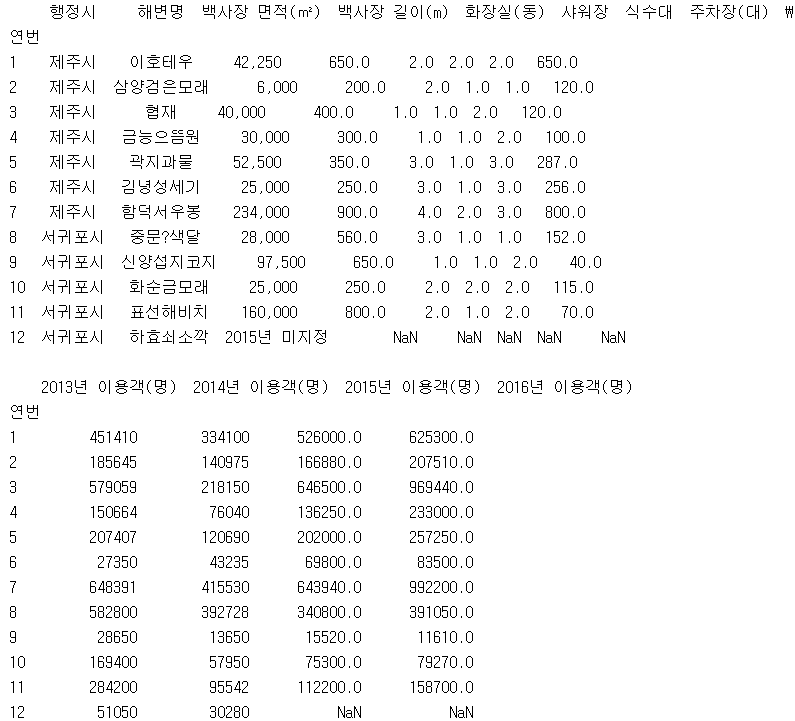 행정시 해변명 백사장 면적(㎡) 백사장 길이(m) 화장실(동) 샤워장 식수대 주차장(대) ₩
연번
1 제주시 이호테우 42,250 650.0 2.0 2.0 2.0 650.0
2 제주시 삼양검은모래 6,000 200.0 2.0 1.0 1.0 120.0
3 제주시 협재 40,000 400.0 1.0 1.0 2.0 120.0
4 제주시 금능으뜸원 30,000 300.0 1.0 1.0 2.0 100.0
5 제주시 곽지과물 52,500 350.0 3.0 1.0 3.0 287.0
6 제주시 김녕성세기 25,000 250.0 3.0 1.0 3.0 256.0
7 제주시 함덕서우봉 234,000 900.0 4.0 2.0 3.0 800.0
8 서귀포시 중문?색달 28,000 560.0 3.0 1.0 1.0 152.0
9 서귀포시 신양섭지코지 97,500 650.0 1.0 1.0 2.0 40.0
10 서귀포시 화순금모래 25,000 250.0 2.0 2.0 2.0 115.0
11 서귀포시 표선해비치 160,000 800.0 2.0 1.0 2.0 70.0
12 서귀포시 하효쇠소깍 2015년 미지정 NaN NaN NaN NaN NaN
2013년 이용객(명) 2014년 이용객(명) 2015년 이용객(명) 2016년 이용객(명)
연번
1 451410 334100 526000.0 625300.0
2 185645 140975 166880.0 207510.0
3 579059 218150 646500.0 969440.0
4 150664 76040 136250.0 233000.0
5 207407 120690 202000.0 257250.0
6 27350 43235 69800.0 83500.0
7 648391 415530 643940.0 992200.0
8 582800 392728 340800.0 391050.0
9 28650 13650 15520.0 11610.0
10 169400 57950 75300.0 79270.0
11 284200 95542 112200.0 158700.0
12 51050 30280 NaN NaN